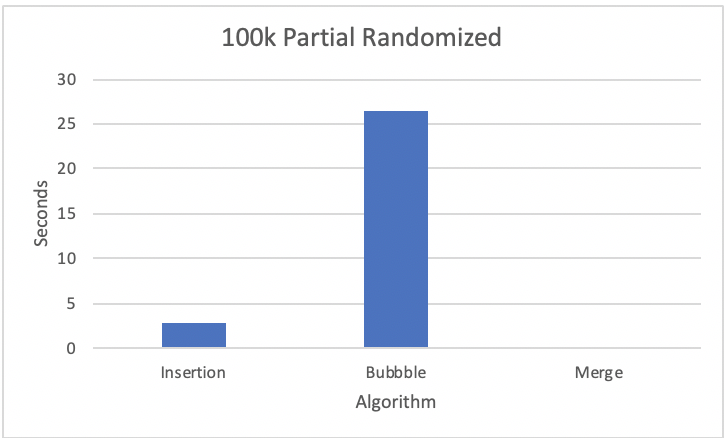 100k Partial Randomized
30
25
20
15
10
5
0
Seconds
Insertion
Bubbble
Merge
Algorithm